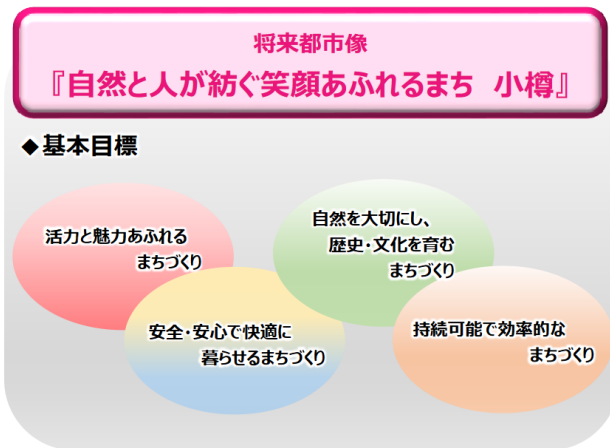 将来都市像
『自然と人が紡ぐ笑顔あふれるまち 小樽』
◆基本目標
活力と魅力あふれる
まちづくり
自然を大切にし、
歴史・文化を育む
まちづくり
安全・安心で快適に
暮らせるまちづくり
持続可能で効率的な
まちづくり